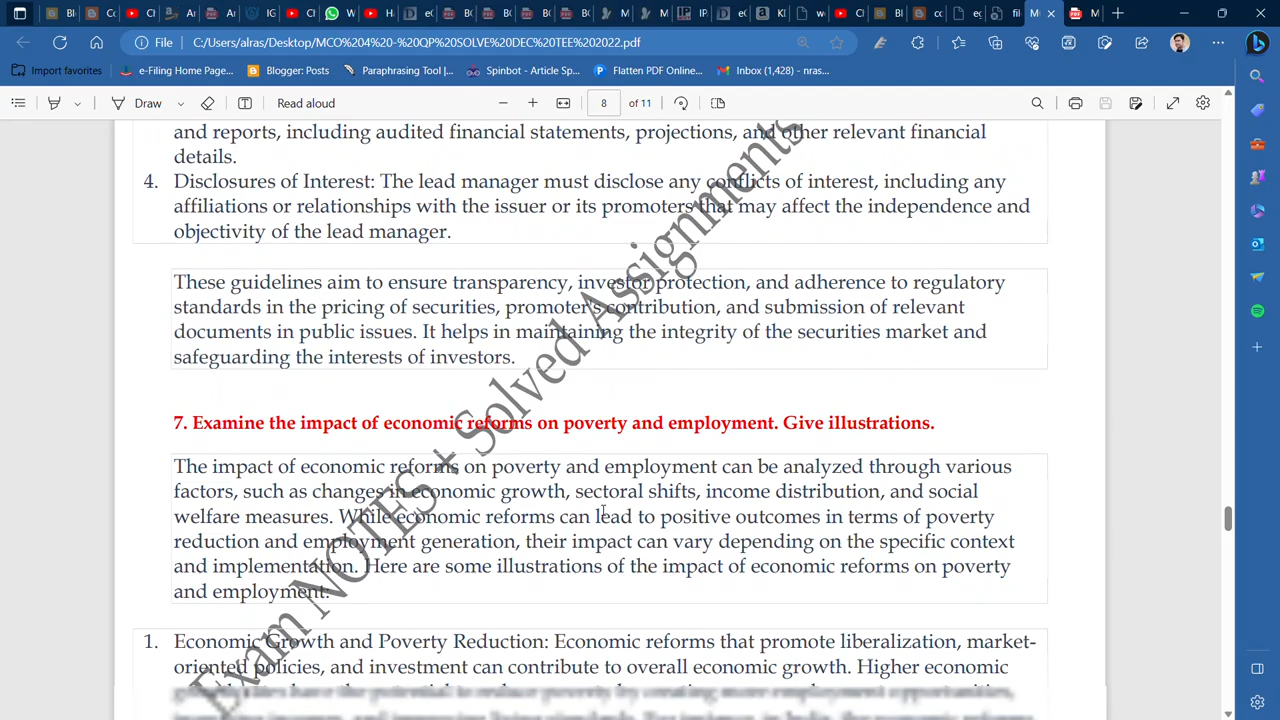 File
C:/Users/alras/Desktop/MCO%204%20-%20QP%20SOLVE%20DEC%20TEE%202022.pdf
Import favorites
e-Filing Home Page...
Blogger: Posts
Paraphrasing Tool |...
Spinbot - Article Sp...
Flatten PDF Online...
Inbox (1,428) - nras...
Draw
Read aloud
8
of 11
and reports, including audited financial statements, projections, and other relevant financial
details.
4. Disclosures of Interest: The lead manager must disclose any conflicts of interest, including any
affiliations or relationships with the issuer or its promoters that may affect the independence and
objectivity of the lead manager.
These guidelines aim to ensure transparency, investor protection, and adherence to regulatory
standards in the pricing of securities, promoter's contribution, and submission of relevant
documents in public issues. It helps in maintaining the integrity of the securities market and
safeguarding the interests of investors.
7. Examine the impact of economic reforms on poverty and employment. Give illustrations.
The impact of economic reforms on poverty and employment can be analyzed through various
factors, such as changes in economic growth, sectoral shifts, income distribution, and social
welfare measures. While economic reforms can lead to positive outcomes in terms of poverty
reduction and employment generation, their impact can vary depending on the specific context
and implementation. Here are some illustrations of the impact of economic reforms on poverty
and employment:
1. Economic Growth and Poverty Reduction: Economic reforms that promote liberalization, market-
oriented policies, and investment can contribute to overall economic growth. Higher economic
Exam NOTES + Solved Assignments